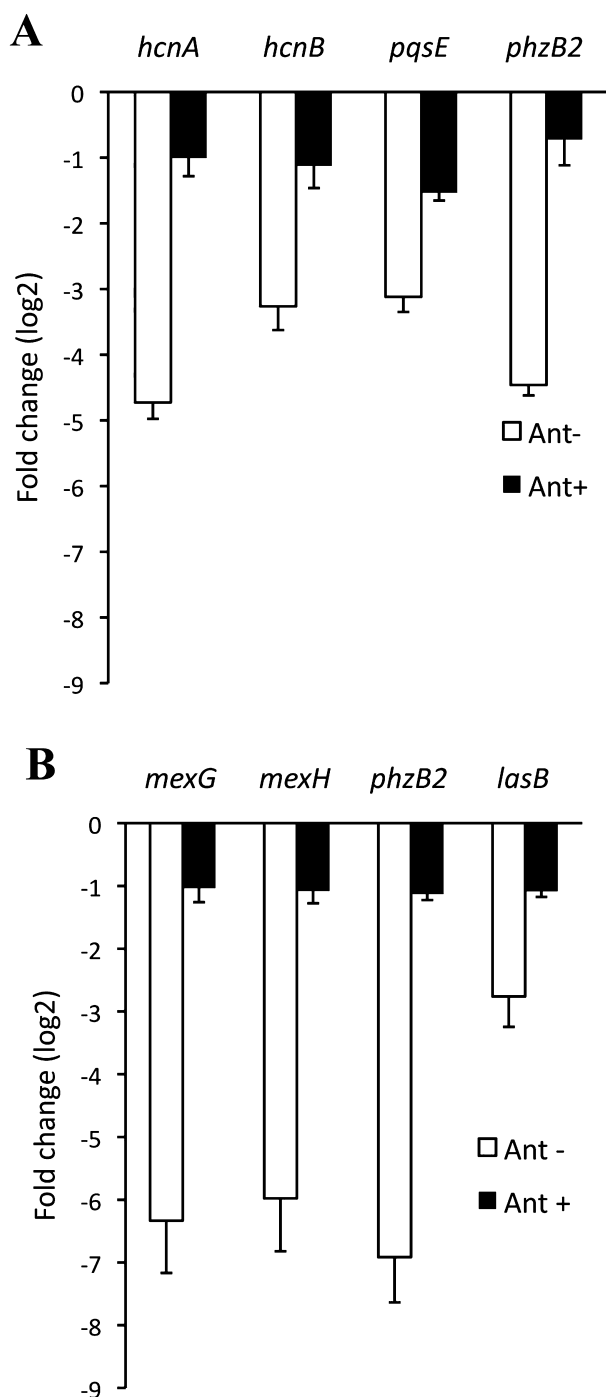 A
hcnA hcnB pqsE phzB2
0
-1
-2
-3
-4
-5
-6
-7
-8
-9
Fold change (log2)
Ant-
Ant+
B
mexG mexH phzB2 lasB
0
-1
-2
-3
-4
-5
-6
-7
-8
-9
Fold change (log2)
Ant -
Ant +